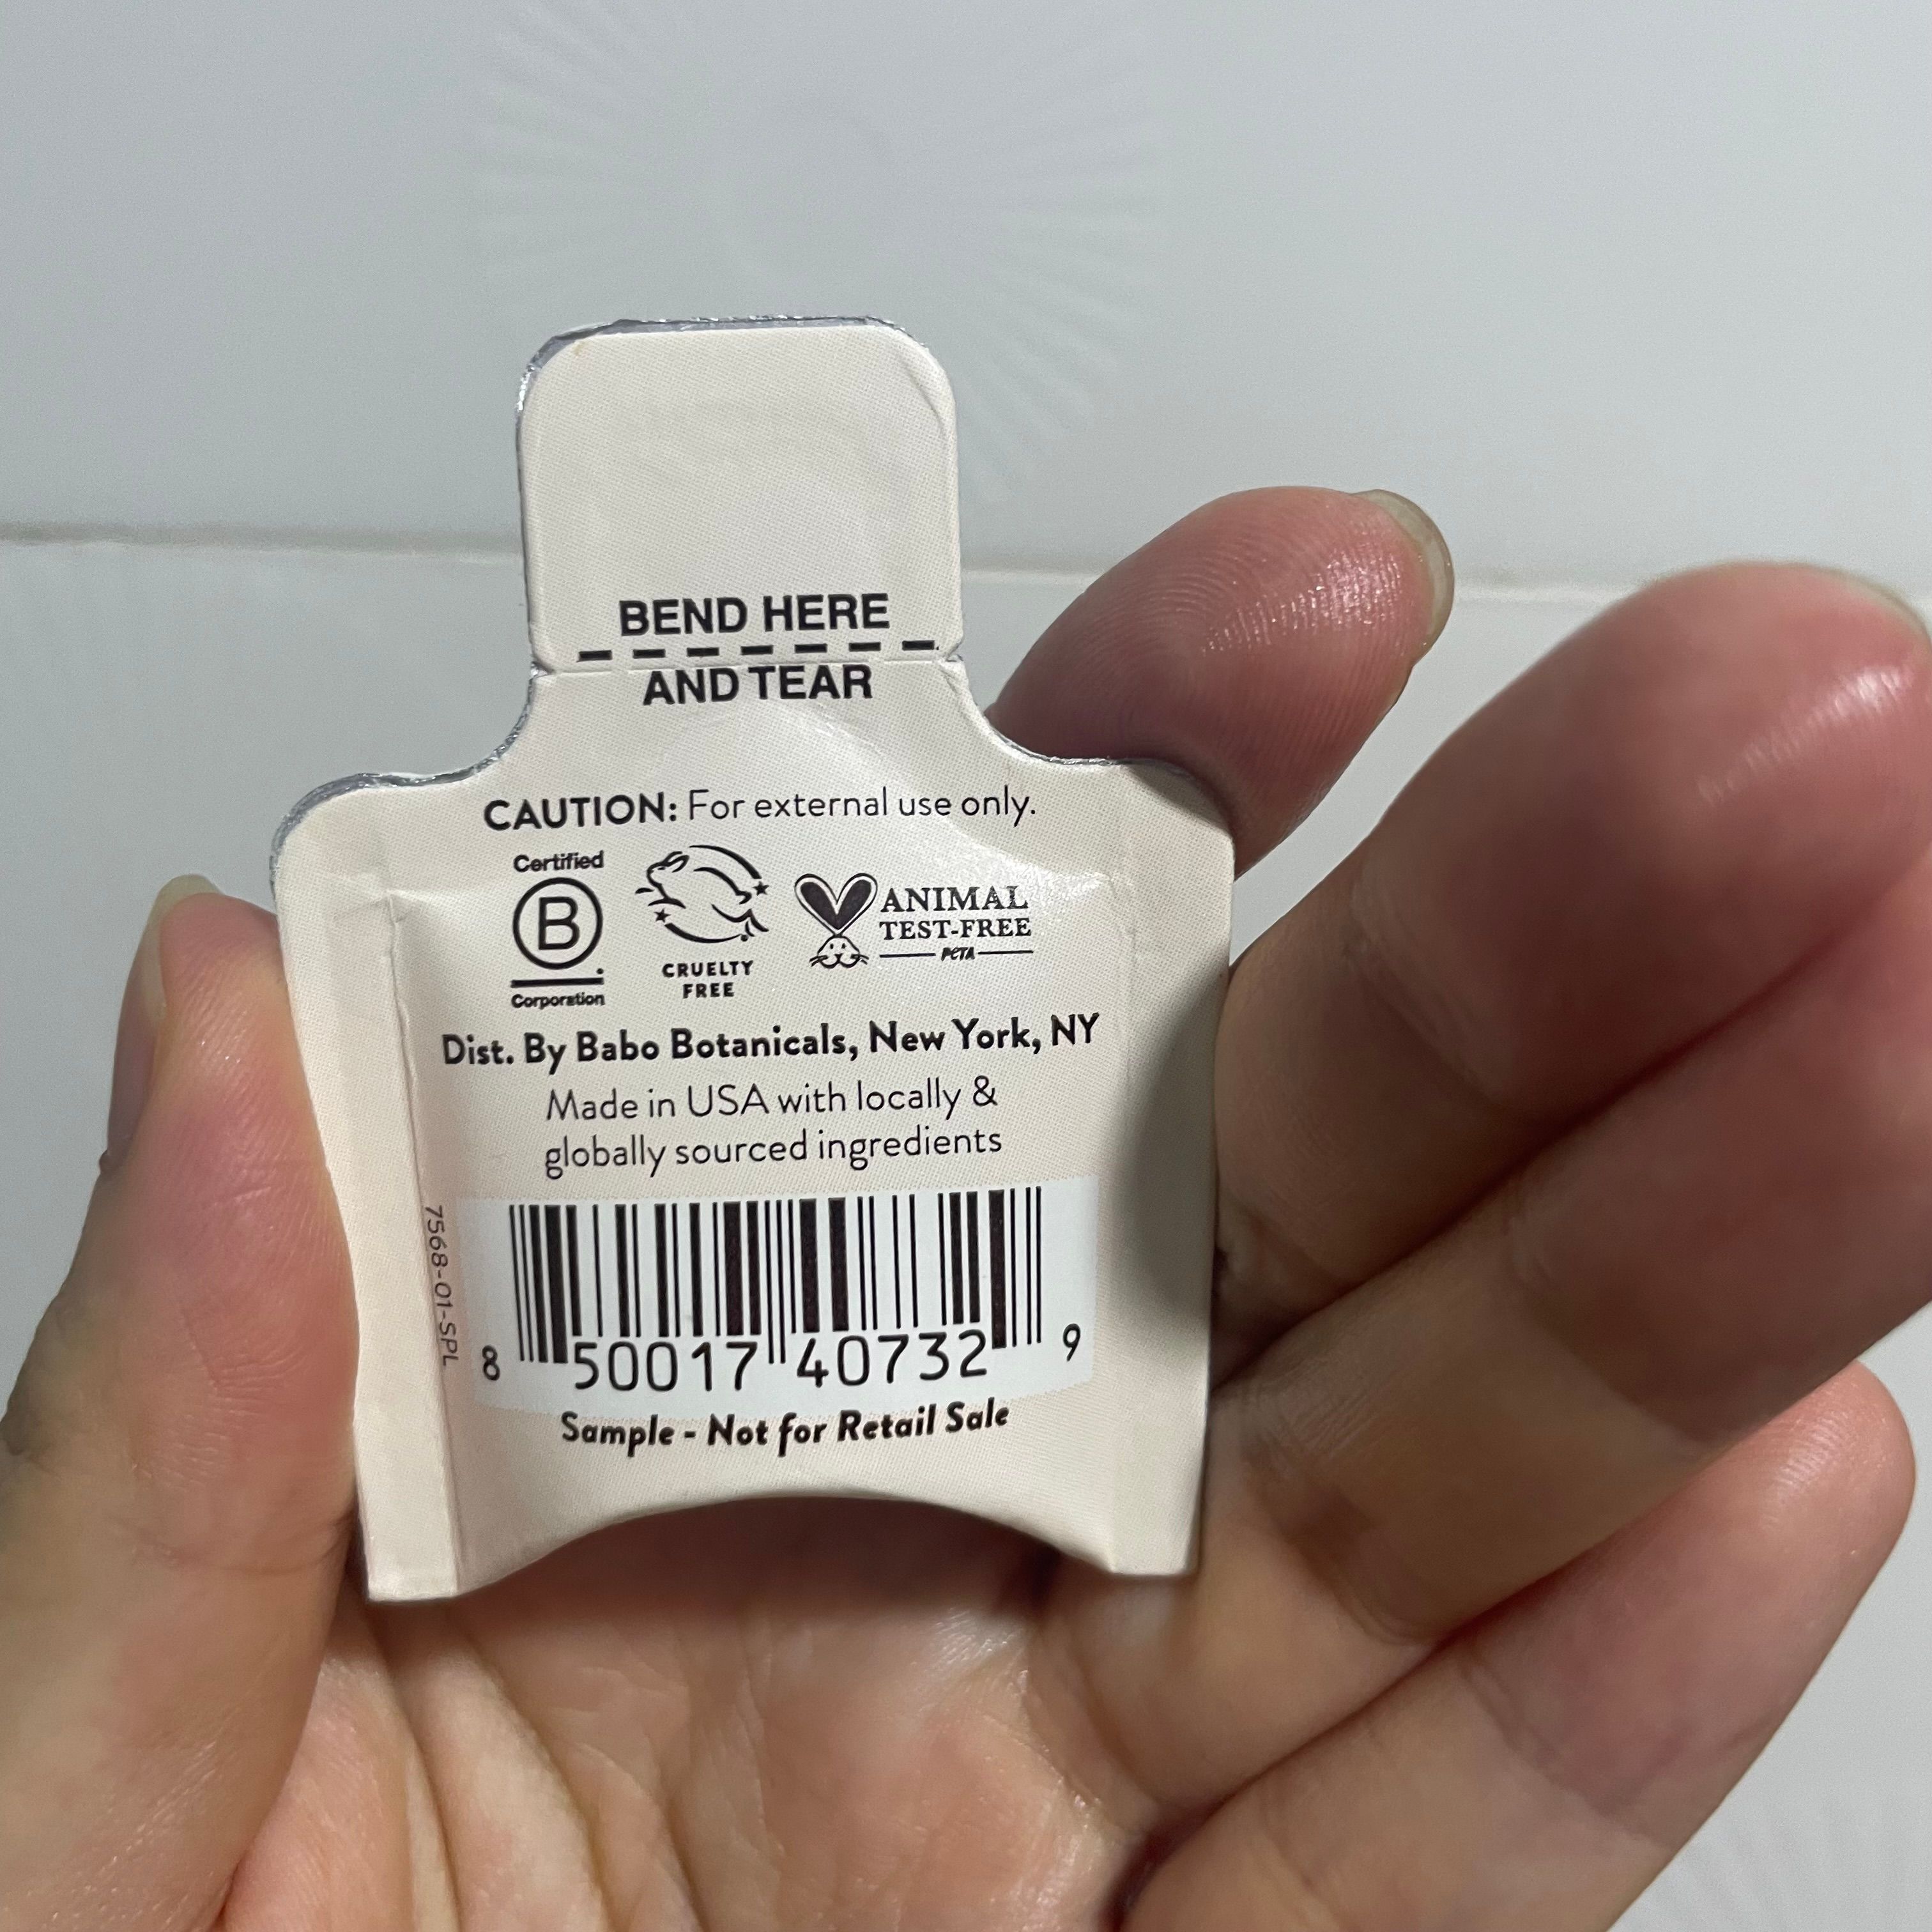 BEND HERE
AND TEAR
CAUTION: For external use only.
Certified
B
Corporation
CRUELTY
FREE
ANIMAL
TEST-FREE
PETA
Dist. By Babo Botanicals, New York, NY
Made in USA with locally &
globally sourced ingredients
7568-01-SPL
8 50017 40732 9
Sample - Not for Retail Sale